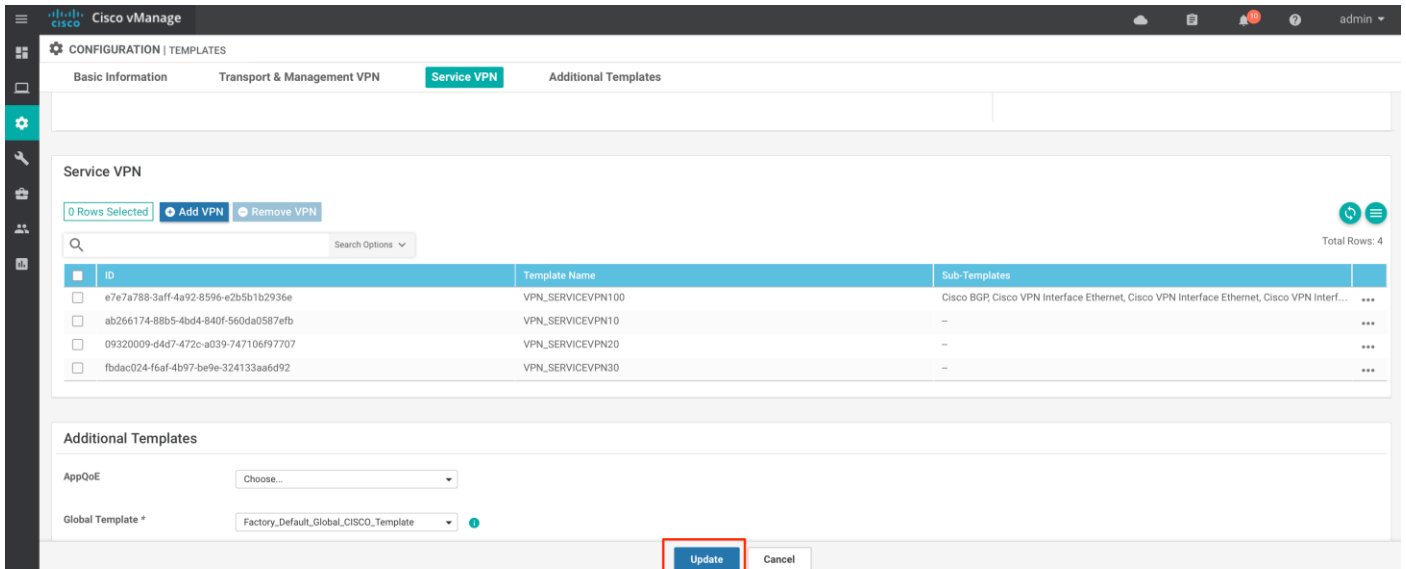 cisco Cisco vManage 10 admin
CONFIGURATION | TEMPLATES
Basic Information Transport & Management VPN Service VPN Additional Templates
Service VPN
0 Rows Selected Add VPN Remove VPN
Search Options
Total Rows: 4
ID Template Name Sub-Templates
e7e7a788-3aff-4a92-8596-e2b5b1b2936e VPN_SERVICEVPN100 Cisco BGP, Cisco VPN Interface Ethernet, Cisco VPN Interface Ethernet, Cisco VPN Interf... •••
ab266174-88b5-4bd4-840f-560da0587efb VPN_SERVICEVPN10 – •••
09320009-d4d7-472c-a039-747106f97707 VPN_SERVICEVPN20 – •••
fbdac024-f6af-4b97-be9e-324133aa6d92 VPN_SERVICEVPN30 – •••
Additional Templates
AppQoE Choose...
Global Template * Factory_Default_Global_CISCO_Template
Update Cancel